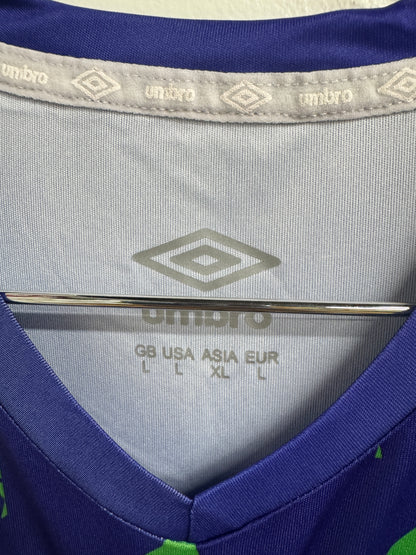 umbro umbro umbro
umbro
GB USA ASIA EUR
L L XL L